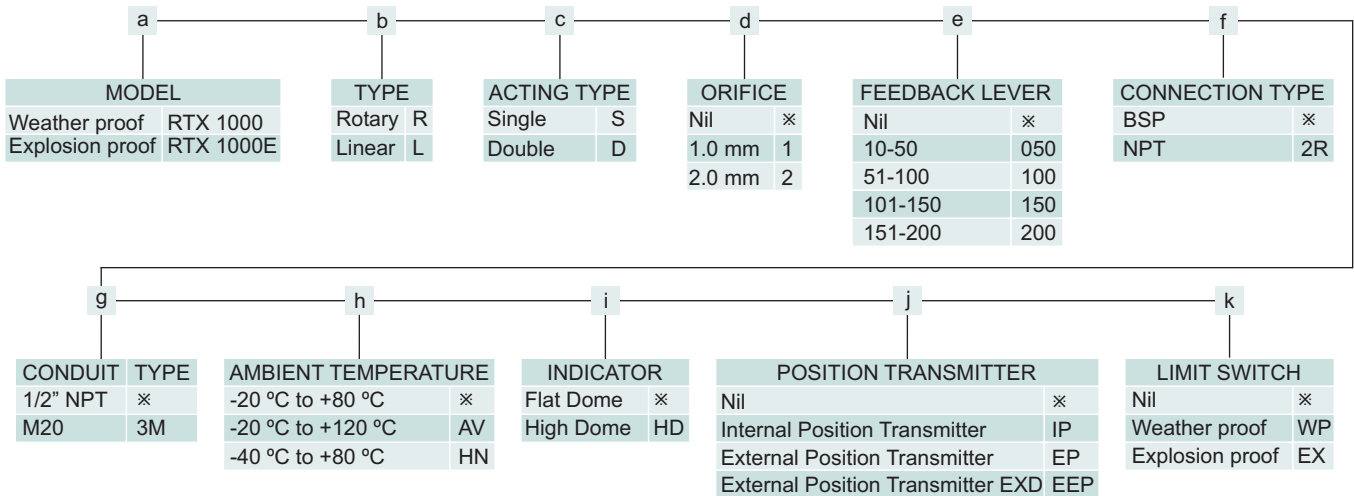 a b c d e f
MODEL
Weather proof RTX 1000
Explosion proof RTX 1000E
TYPE
Rotary R
Linear L
ACTING TYPE
Single S
Double D
ORIFICE
Nil ※
1.0 mm 1
2.0 mm 2
FEEDBACK LEVER
Nil ※
10-50 050
51-100 100
101-150 150
151-200 200
CONNECTION TYPE
BSP ※
NPT 2R
g h i j k
CONDUIT TYPE
1/2” NPT ※
M20 3M
AMBIENT TEMPERATURE
-20 ºC to +80 ºC ※
-20 ºC to +120 ºC AV
-40 ºC to +80 ºC HN
INDICATOR
Flat Dome ※
High Dome HD
POSITION TRANSMITTER
Nil ※
Internal Position Transmitter IP
External Position Transmitter EP
External Position Transmitter EXD EEP
LIMIT SWITCH
Nil ※
Weather proof WP
Explosion proof EX